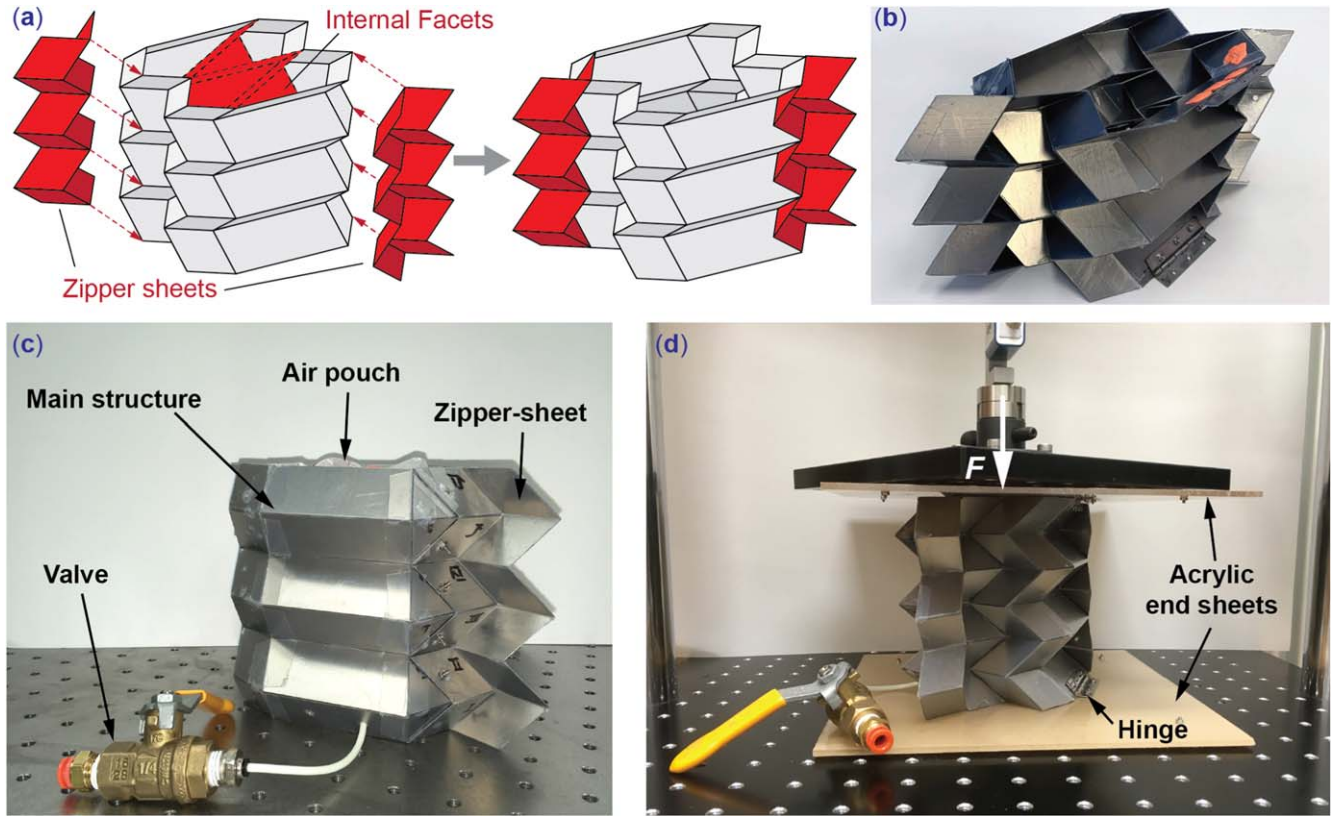 (a)
Internal Facets
Zipper sheets
(b)
(c)
Air pouch
Main structure
Zipper-sheet
Valve
(d)
F
Acrylic
end sheets
Hinge